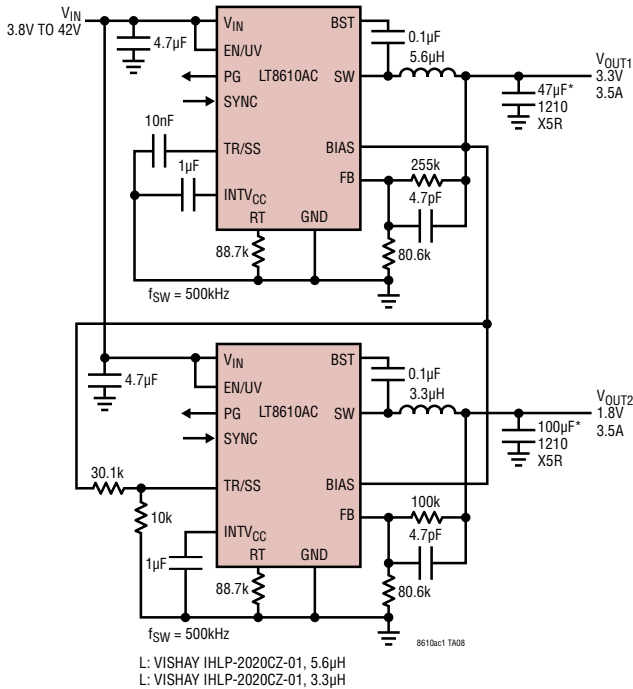 VIN
3.8V TO 42V
4.7µF
VIN
EN/UV
PG
SYNC
TR/SS
INTVCC
RT
GND
LT8610AC
BST
SW
BIAS
FB
0.1µF
5.6µH
VOUT1
3.3V
3.5A
47µF*
1210
X5R
10nF
1µF
255k
4.7pF
80.6k
88.7k
fSW = 500kHz
4.7µF
VIN
EN/UV
PG
SYNC
TR/SS
INTVCC
RT
GND
LT8610AC
BST
SW
BIAS
FB
0.1µF
3.3µH
VOUT2
1.8V
3.5A
100µF*
1210
X5R
30.1k
10k
1µF
100k
4.7pF
80.6k
88.7k
fSW = 500kHz
8610ac1 TA08
L: VISHAY IHLP-2020CZ-01, 5.6µH
L: VISHAY IHLP-2020CZ-01, 3.3µH